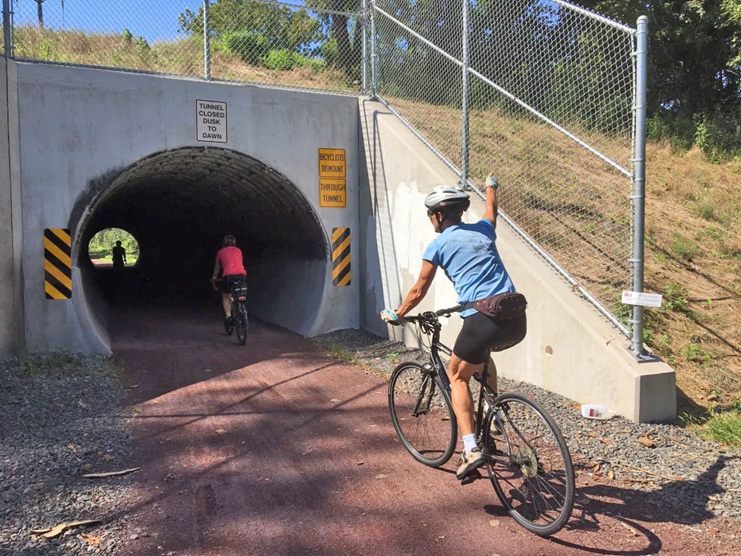 TUNNEL
CLOSED
DUSK
TO
DAWN
BICYCLISTS
DISMOUNT
THROUGH
TUNNEL